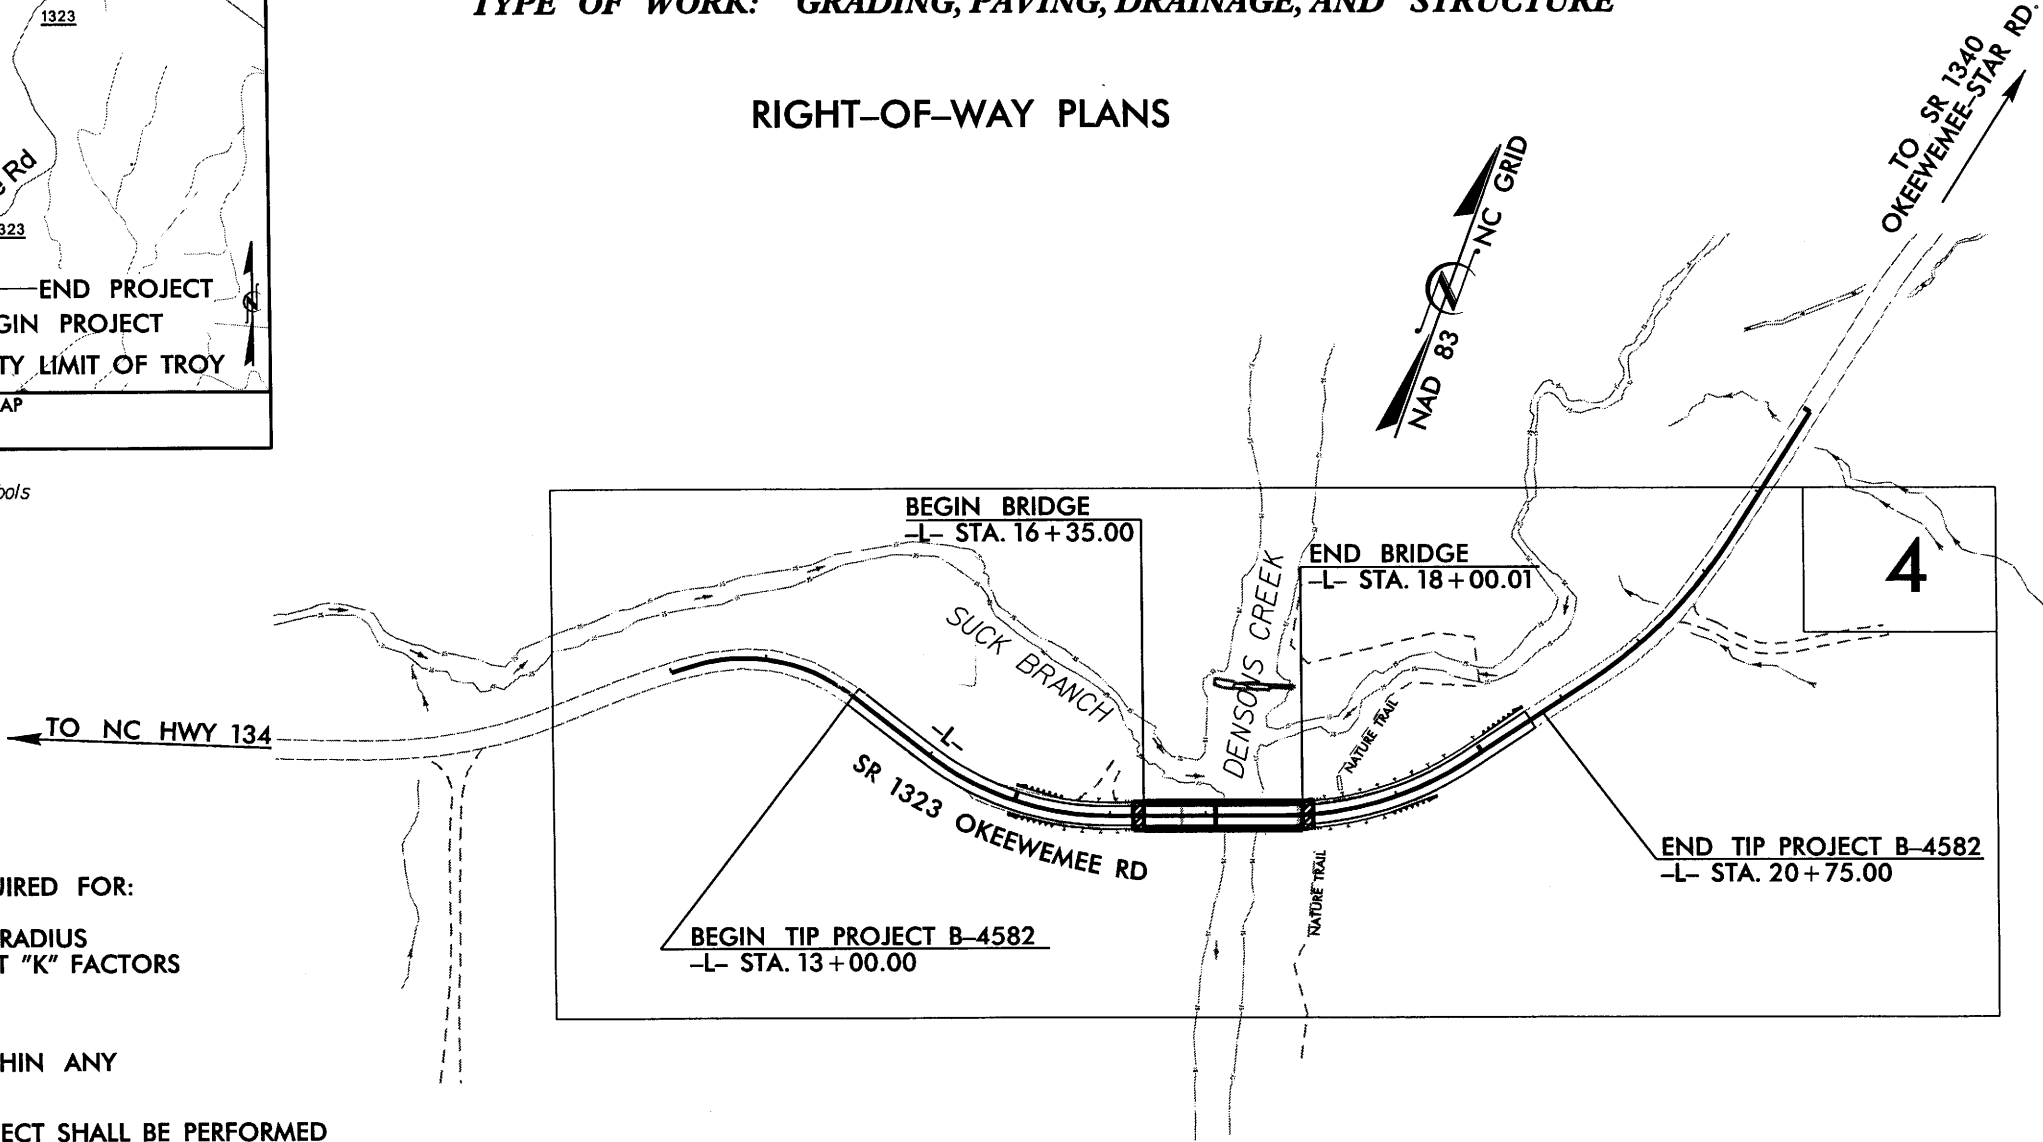 TYPE OF WORK: GRADING, PAVING, DRAINAGE, AND STRUCTURE
RIGHT–OF–WAY PLANS
1323
Rd
323
END PROJECT
GIN PROJECT
TY LIMIT OF TROY
AP
ools
NAD 83
NC GRID
TO SR 1340
OKEEWEMEE–STAR RD.
BEGIN BRIDGE
–L– STA. 16+35.00
END BRIDGE
–L– STA. 18+00.01
4
SUCK BRANCH
DENSONS CREEK
NATURE TRAIL
TO NC HWY 134
–L–
SR 1323 OKEEWEMEE RD
NATURE TRAIL
END TIP PROJECT B–4582
–L– STA. 20+75.00
BEGIN TIP PROJECT B–4582
–L– STA. 13+00.00
UIRED FOR:
RADIUS
T "K" FACTORS
HIN ANY
ECT SHALL BE PERFORMED